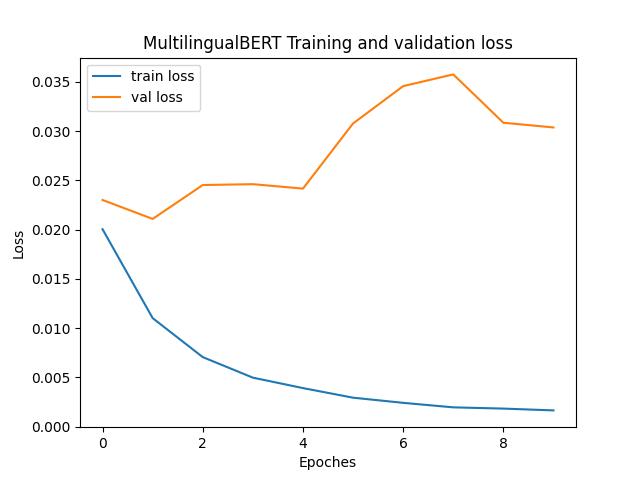 MultilingualBERT Training and validation loss
train loss
val loss
0.035
0.030
0.025
0.020
0.015
0.010
0.005
0.000
Loss
0 2 4 6 8
Epoches